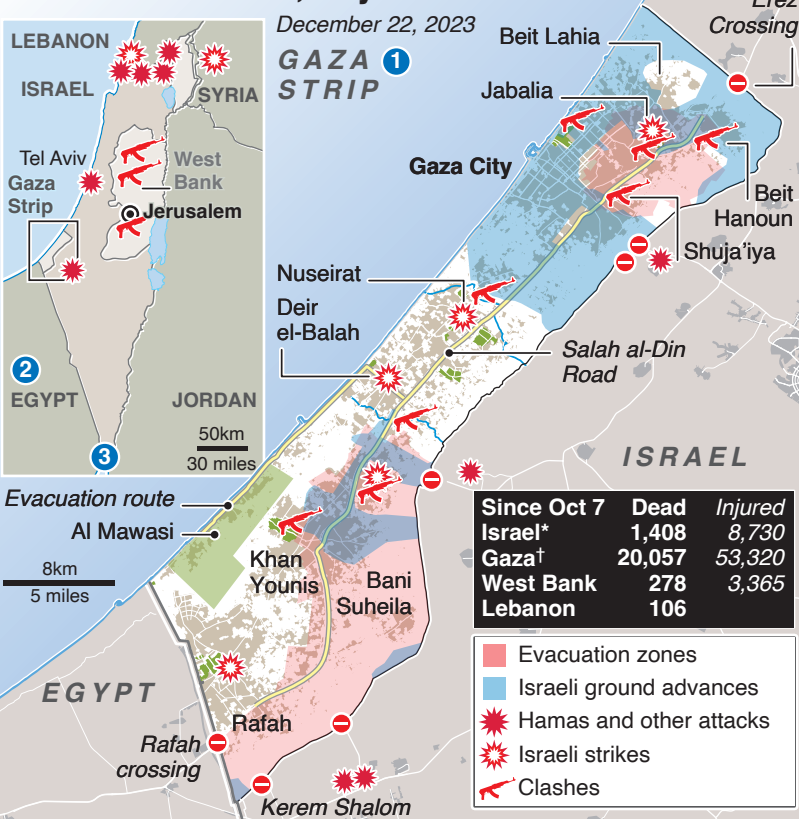 December 22, 2023
GAZA
STRIP
1
Erez
Crossing
Beit Lahia
Jabalia
Gaza City
Beit
Hanoun
Shuja'iya
Nuseirat
Deir
el-Balah
Salah al-Din
Road
ISRAEL
Evacuation route
Al Mawasi
8km
5 miles
Khan
Younis
Bani
Suheila
EGYPT
Rafah
Rafah
crossing
Kerem Shalom
LEBANON
ISRAEL
SYRIA
Tel Aviv
West
Bank
Gaza
Strip
Jerusalem
2
EGYPT
JORDAN
50km
30 miles
3
Since Oct 7 Dead Injured
Israel* 1,408 8,730
Gaza† 20,057 53,320
West Bank 278 3,365
Lebanon 106
Evacuation zones
Israeli ground advances
Hamas and other attacks
Israeli strikes
Clashes